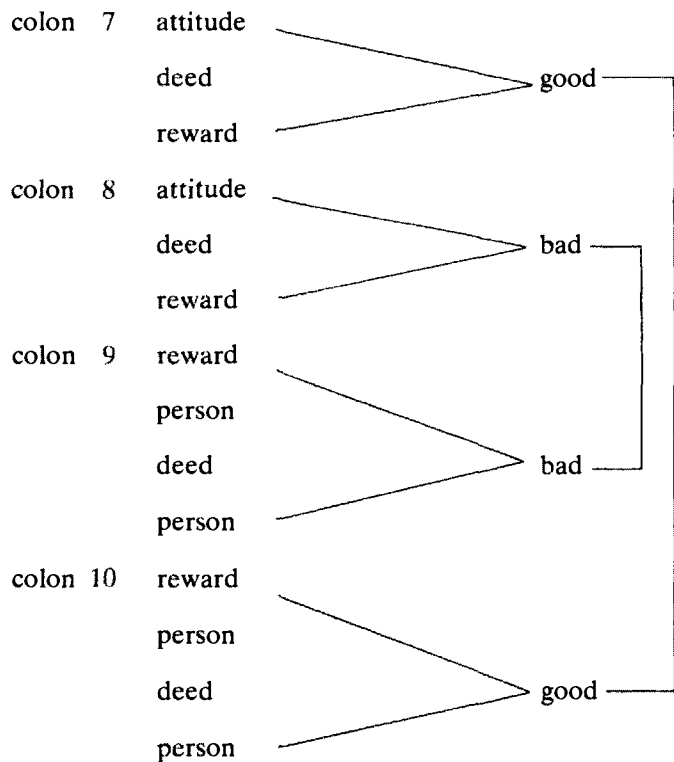 colon 7 attitude
deed good
reward
colon 8 attitude
deed bad
reward
colon 9 reward
person
deed bad
person
colon 10 reward
person
deed good
person